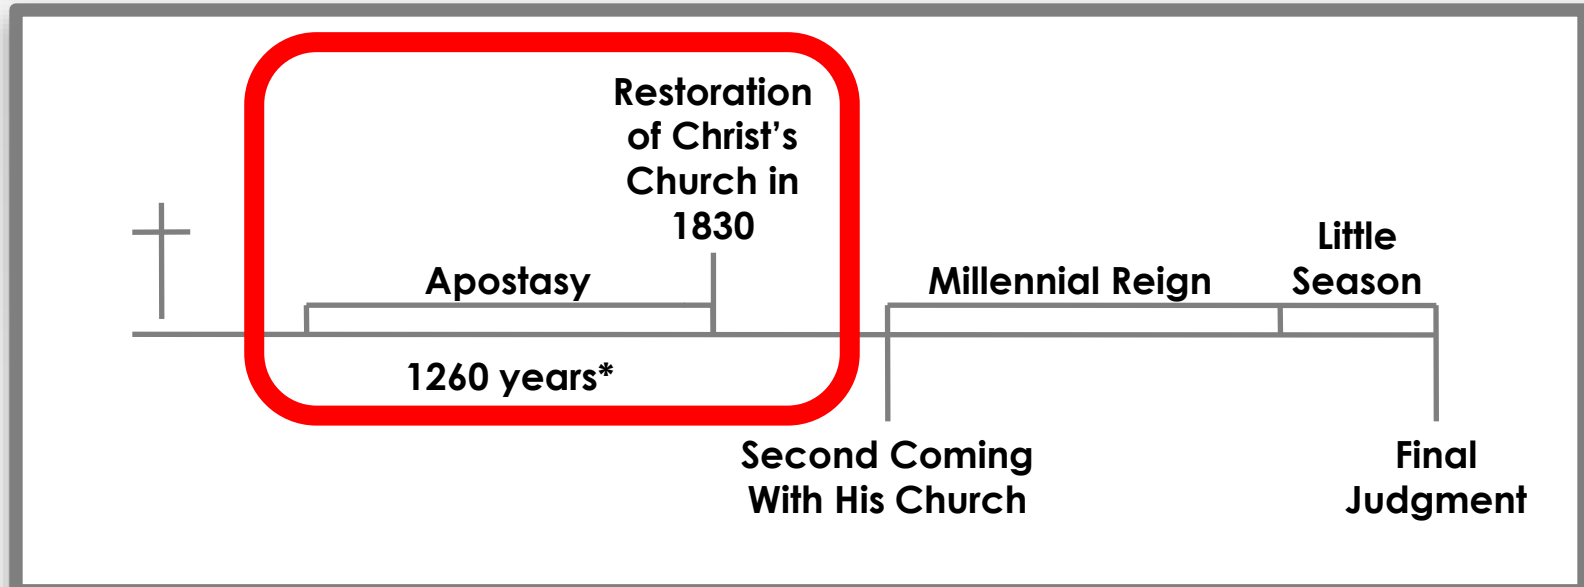 Restoration
of Christ’s
Church in
1830
Apostasy
1260 years*
Millennial Reign
Little
Season
Second Coming
With His Church
Final
Judgment